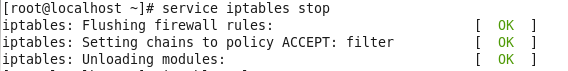 [root@localhost ~]# service iptables stop
iptables: Flushing firewall rules: [ OK ]
iptables: Setting chains to policy ACCEPT: filter [ OK ]
iptables: Unloading modules: [ OK ]